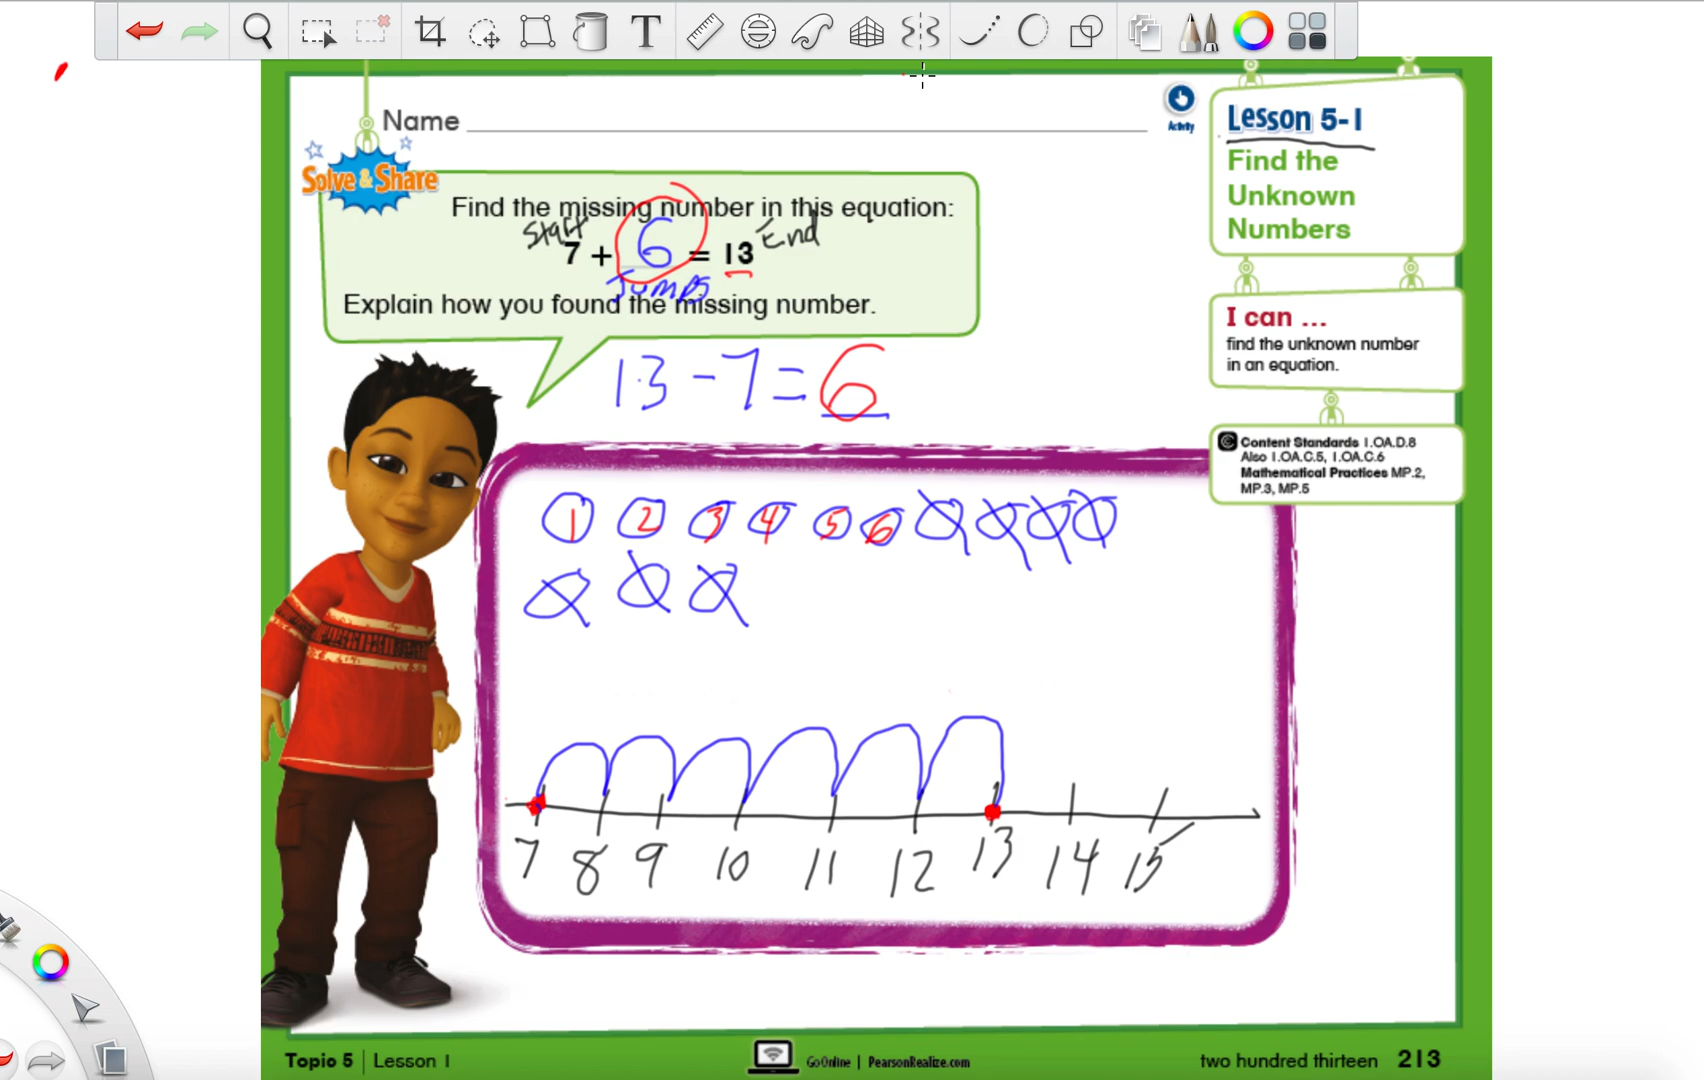 Name
Activity
Lesson 5-1
Find the
Unknown
Numbers
Solve & Share
Find the missing number in this equation:
Start
End
7 + 6 = 13
Jumps
Explain how you found the missing number.
13 - 7 = 6
I can ...
find the unknown number
in an equation.
Content Standards 1.OA.D.8
Also 1.OA.C.5, 1.OA.C.6
Mathematical Practices MP.2,
MP.3, MP.5
1 2 3 4 5 6
7 8 9 10 11 12 13 14 15
Topic 5 | Lesson 1
Go Online | PearsonRealize.com
two hundred thirteen 213